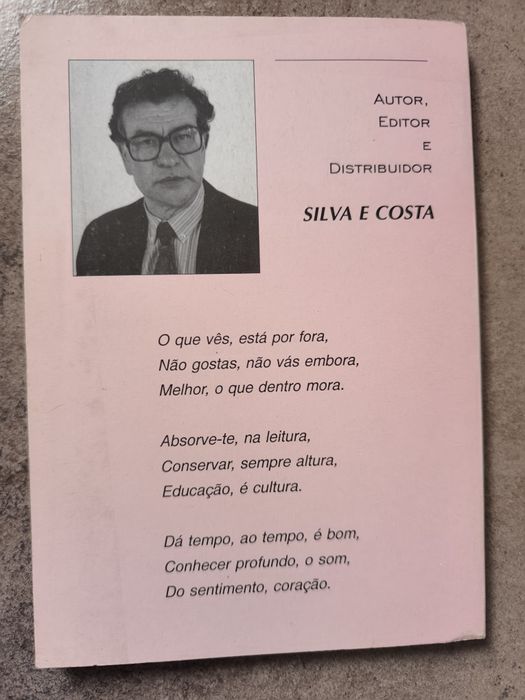 AUTOR,
EDITOR
E
DISTRIBUIDOR
SILVA E COSTA
O que vês, está por fora,
Não gostas, não vás embora,
Melhor, o que dentro mora.
Absorve-te, na leitura,
Conservar, sempre altura,
Educação, é cultura.
Dá tempo, ao tempo, é bom,
Conhecer profundo, o som,
Do sentimento, coração.